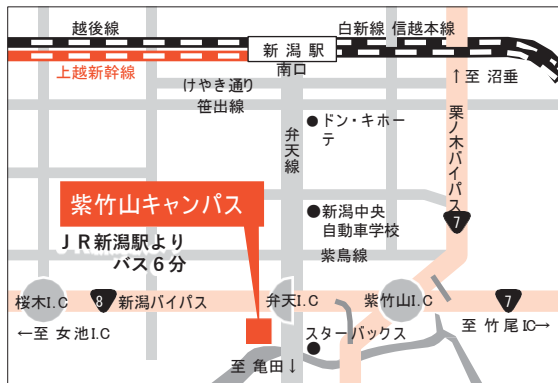 越後線
白新線 信越本線
新潟駅
上越新幹線
南口
けやき通り
笹出線
↑至 沼垂
ドン・キホー
テ
弁天線
栗ノ木バイパス
紫竹山キャンパス
新潟中央
自動車学校
7
JR新潟駅より
バス6分
紫鳥線
桜木I.C
8
新潟バイパス
弁天I.C
紫竹山I.C
7
←至 女池I.C
スターバックス
至 竹尾IC→
至 亀田↓